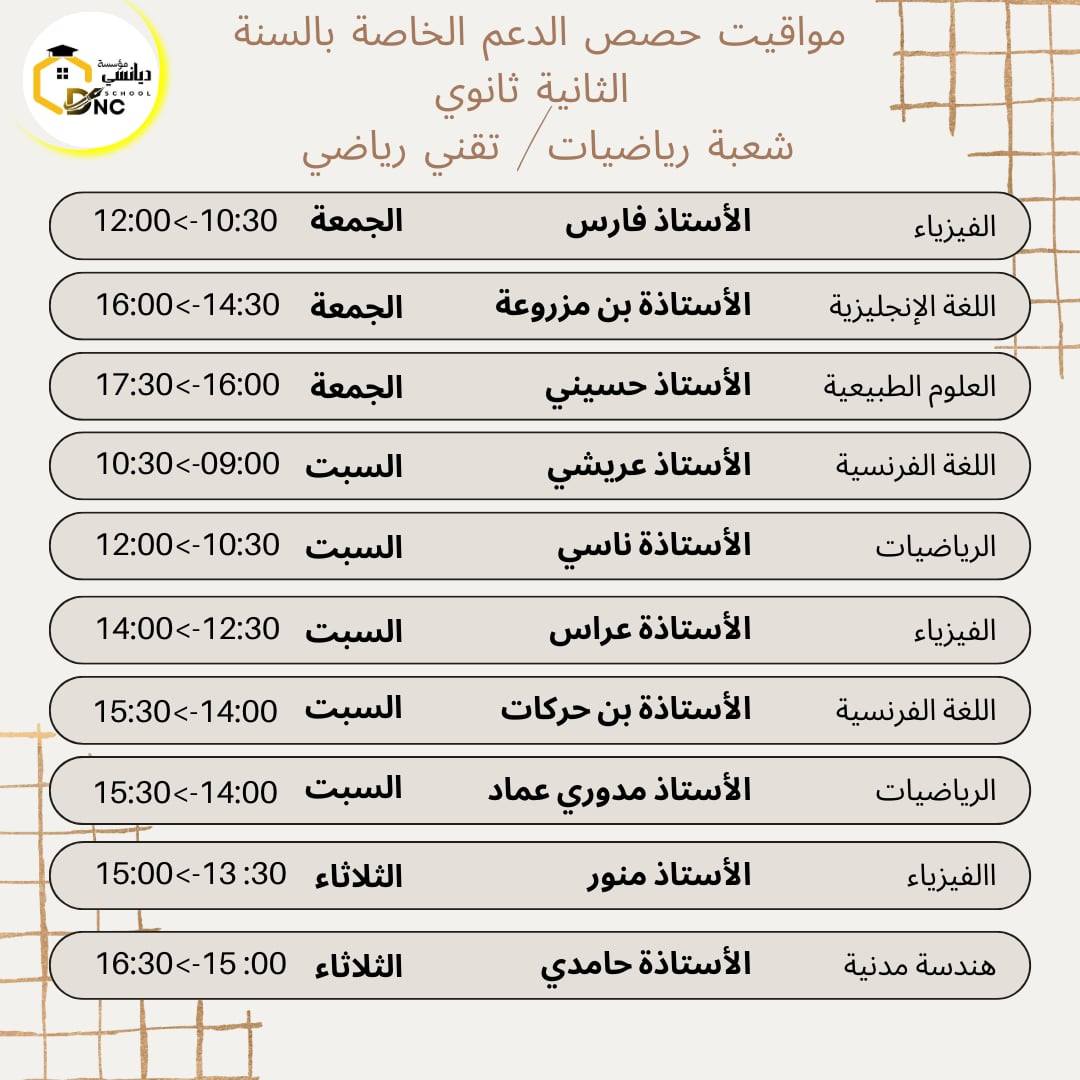 مؤسسة
ديانسي
SCHOOL
DNC
مواقيت حصص الدعم الخاصة بالسنة
الثانية ثانوي
شعبة رياضيات/ تقني رياضي
الفيزياء الأستاذ فارس الجمعة 10:30->12:00
اللغة الإنجليزية الأستاذة بن مزروعة الجمعة 14:30->16:00
العلوم الطبيعية الأستاذ حسيني الجمعة 16:00->17:30
اللغة الفرنسية الأستاذ عريشي السبت 09:00->10:30
الرياضيات الأستاذة ناسي السبت 10:30->12:00
الفيزياء الأستاذة عراس السبت 12:30->14:00
اللغة الفرنسية الأستاذة بن حركات السبت 14:00->15:30
الرياضيات الأستاذ مدوري عماد السبت 14:00->15:30
االفيزياء الأستاذ منور الثلاثاء 13 :30->15:00
هندسة مدنية الأستاذة حامدي الثلاثاء 15 :00->16:30